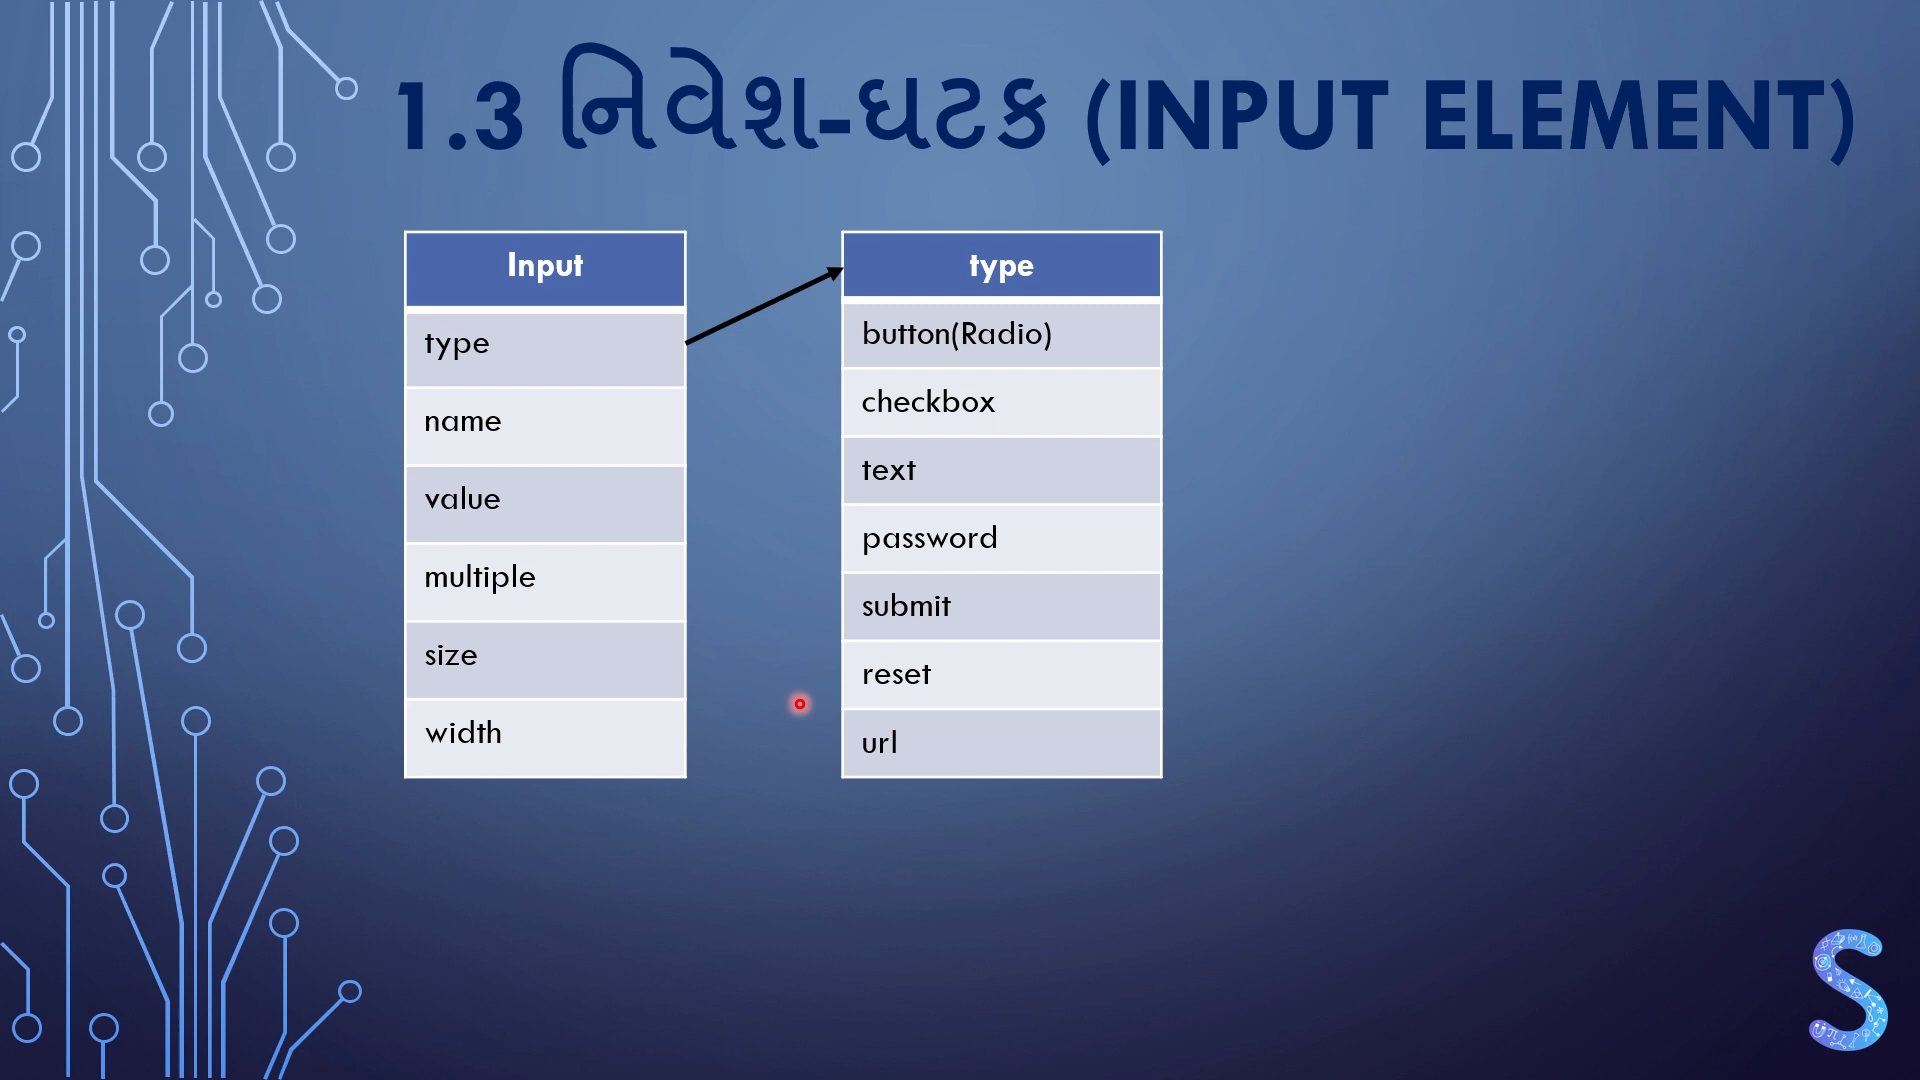 1.3 નિવેશ-ઘટક (INPUT ELEMENT)
Input
type
name
value
multiple
size
width
type
button(Radio)
checkbox
text
password
submit
reset
url
S